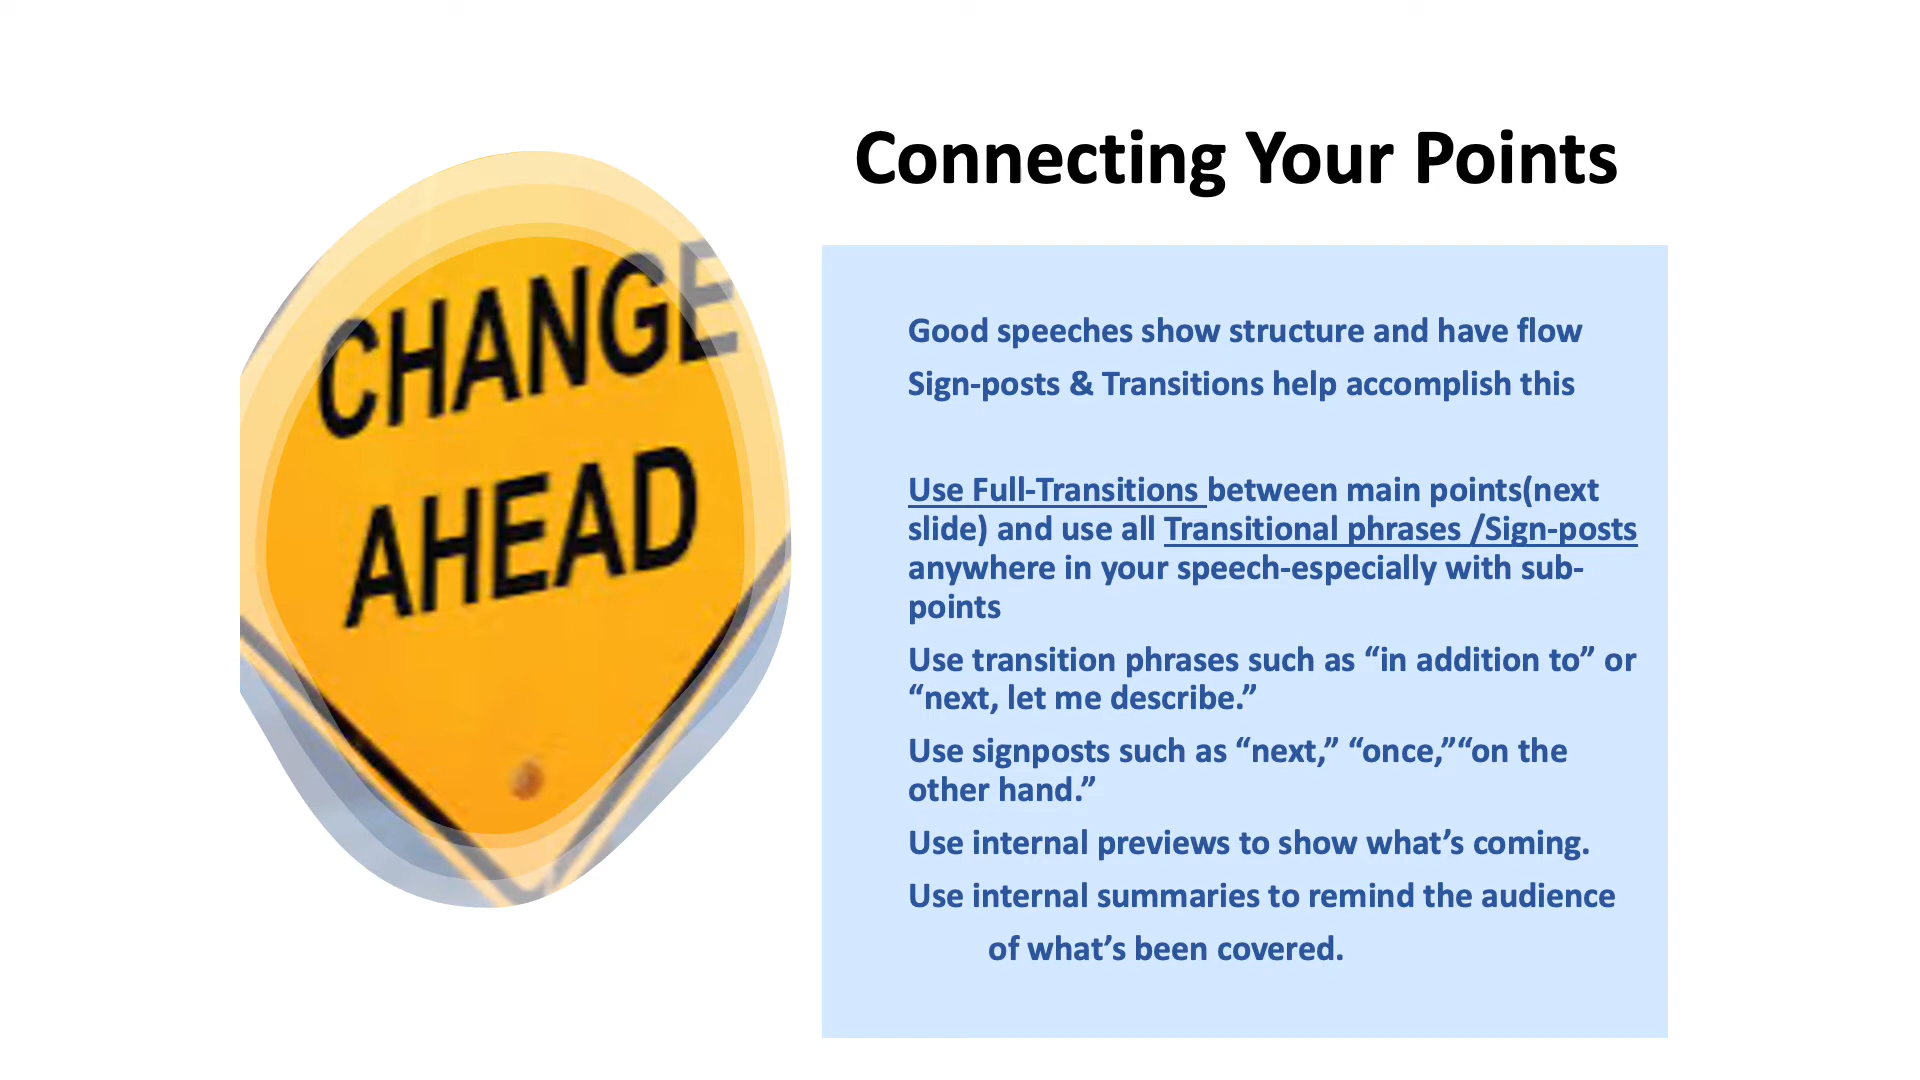 Connecting Your Points
CHANGE
AHEAD
Good speeches show structure and have flow
Sign-posts & Transitions help accomplish this
Use Full-Transitions between main points(next
slide) and use all Transitional phrases /Sign-posts
anywhere in your speech-especially with sub-
points
Use transition phrases such as “in addition to” or
“next, let me describe.”
Use signposts such as “next,” “once,”“on the
other hand.”
Use internal previews to show what’s coming.
Use internal summaries to remind the audience
of what’s been covered.